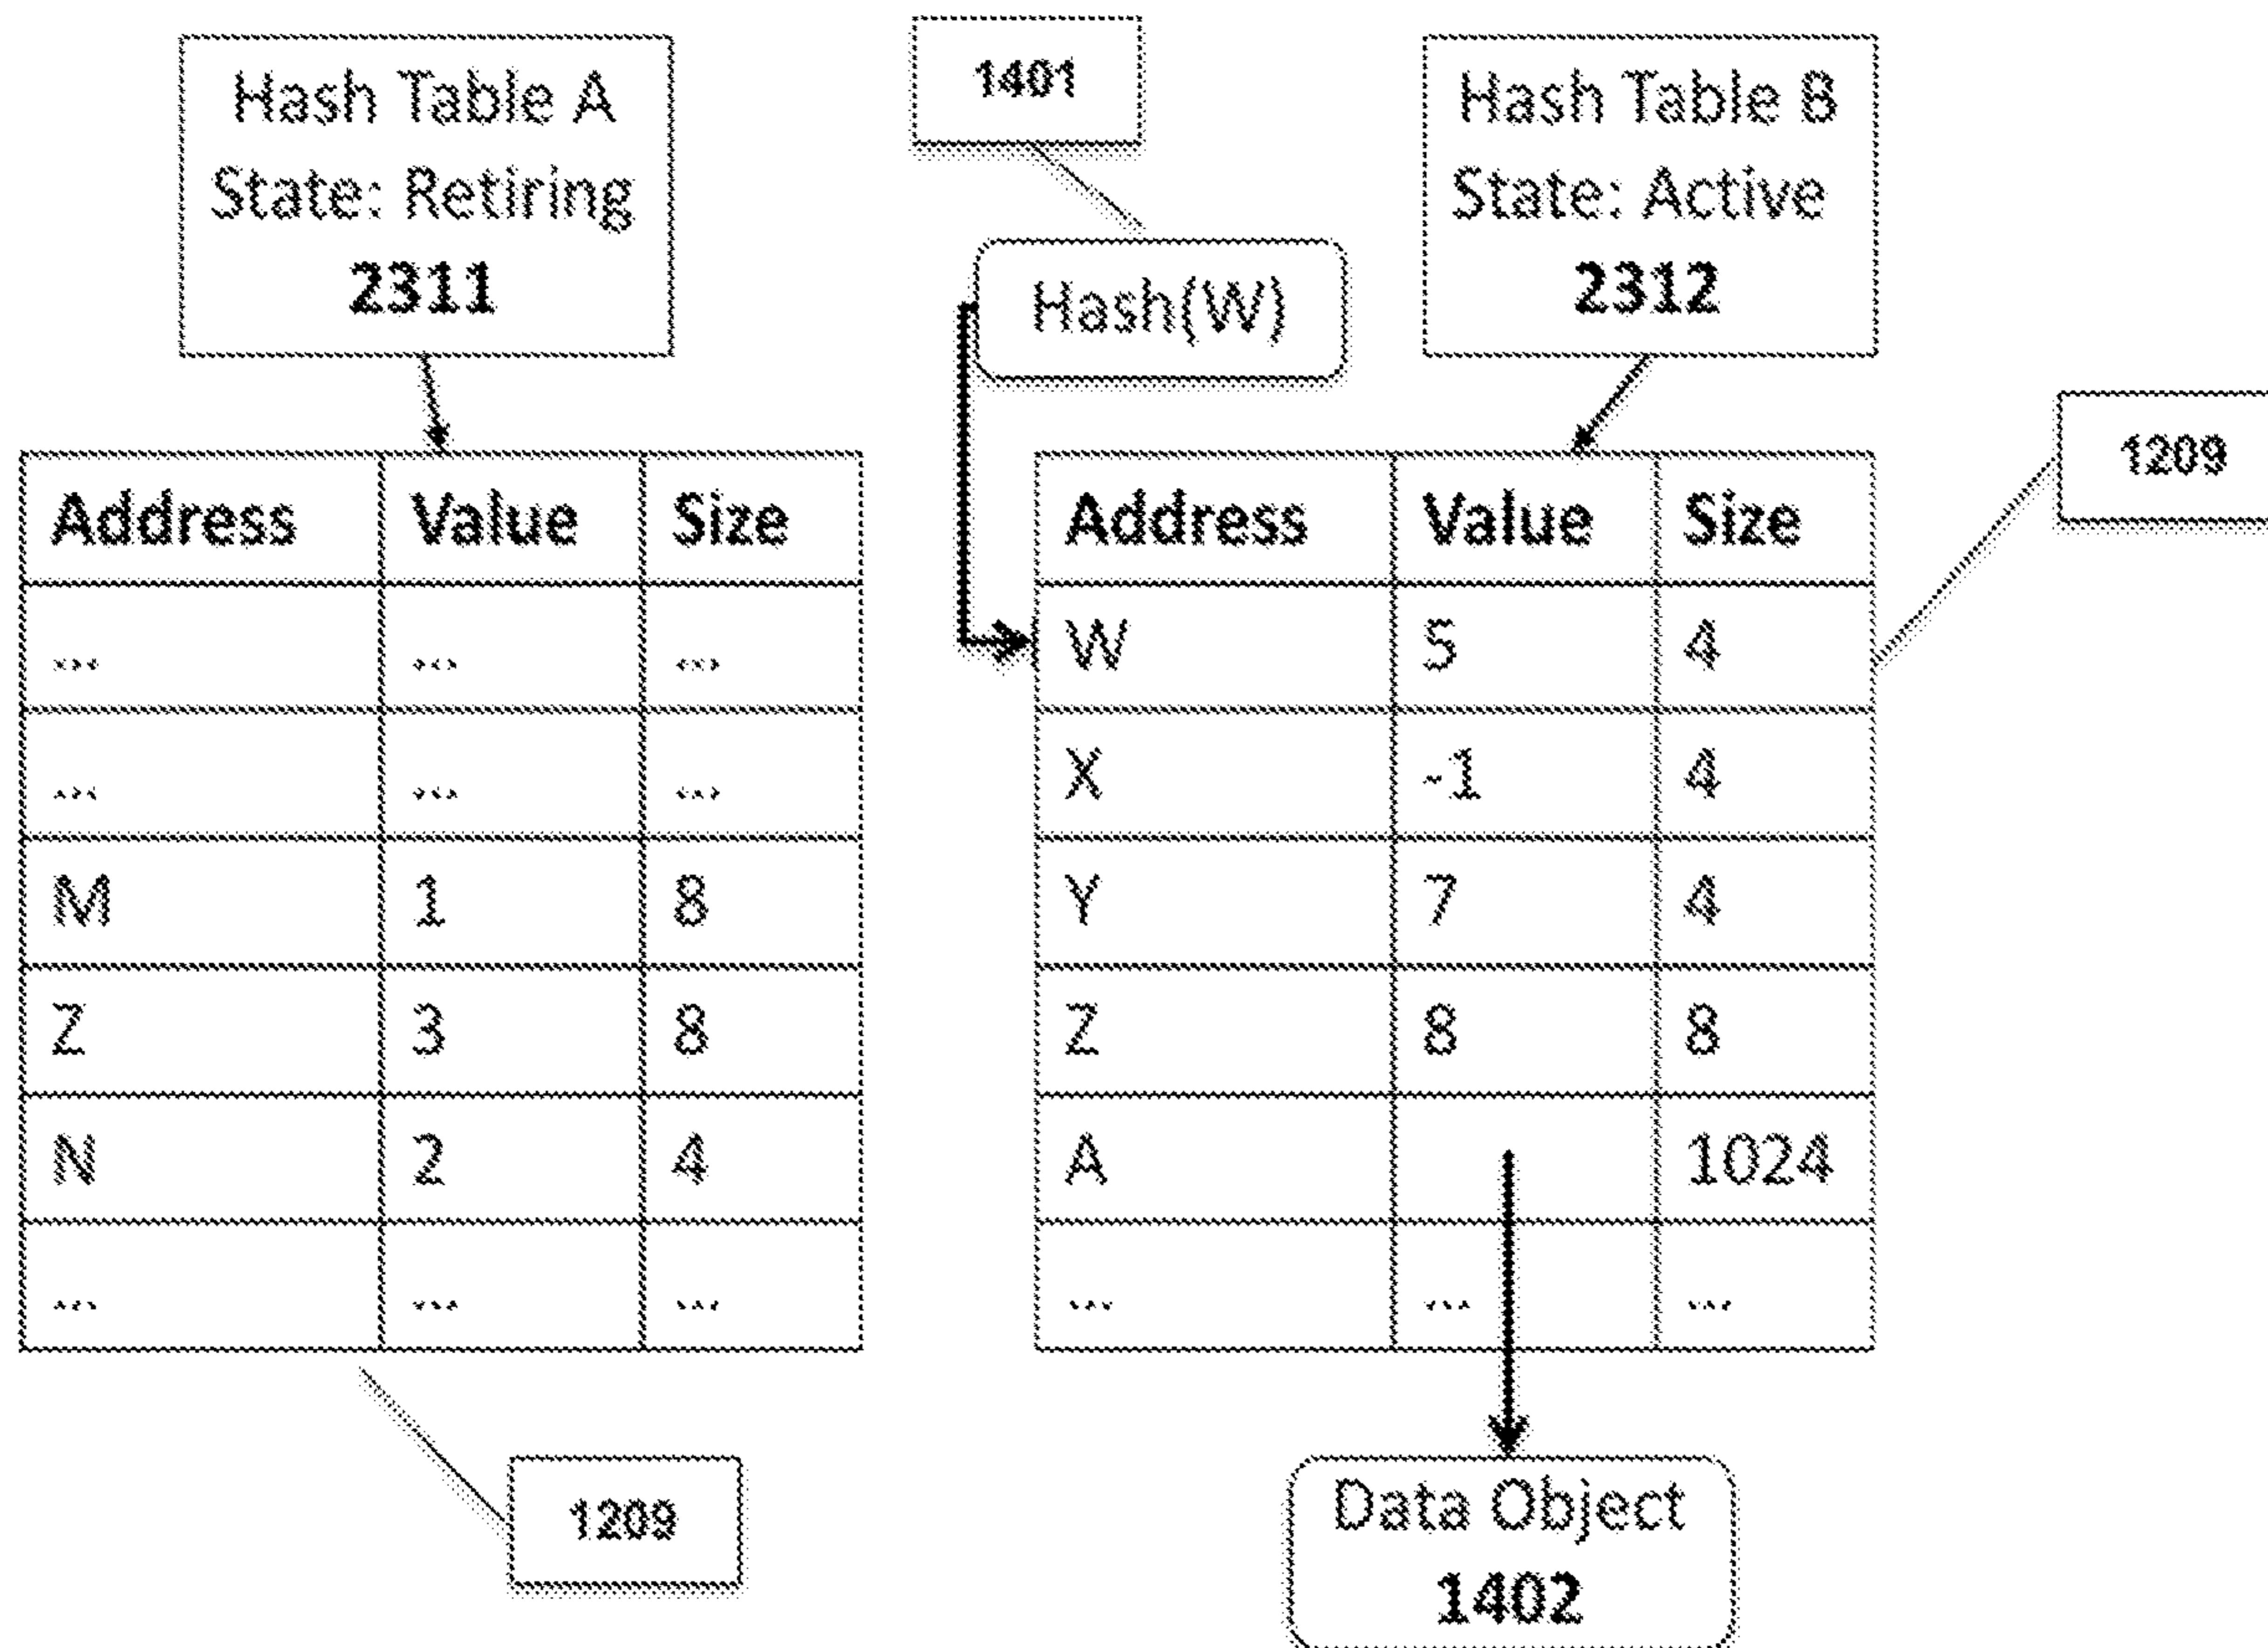 Hash Table A
State: Retiring
2311
1401
Hash(W)
Hash Table B
State: Active
2312
1209
Address Value Size
... ... ...
... ... ...
M 1 8
Z 3 8
N 2 4
... ... ...
1209
Address Value Size
W 5 4
X -1 4
Y 7 4
Z 8 8
A 1024
... ... ...
Data Object
1402